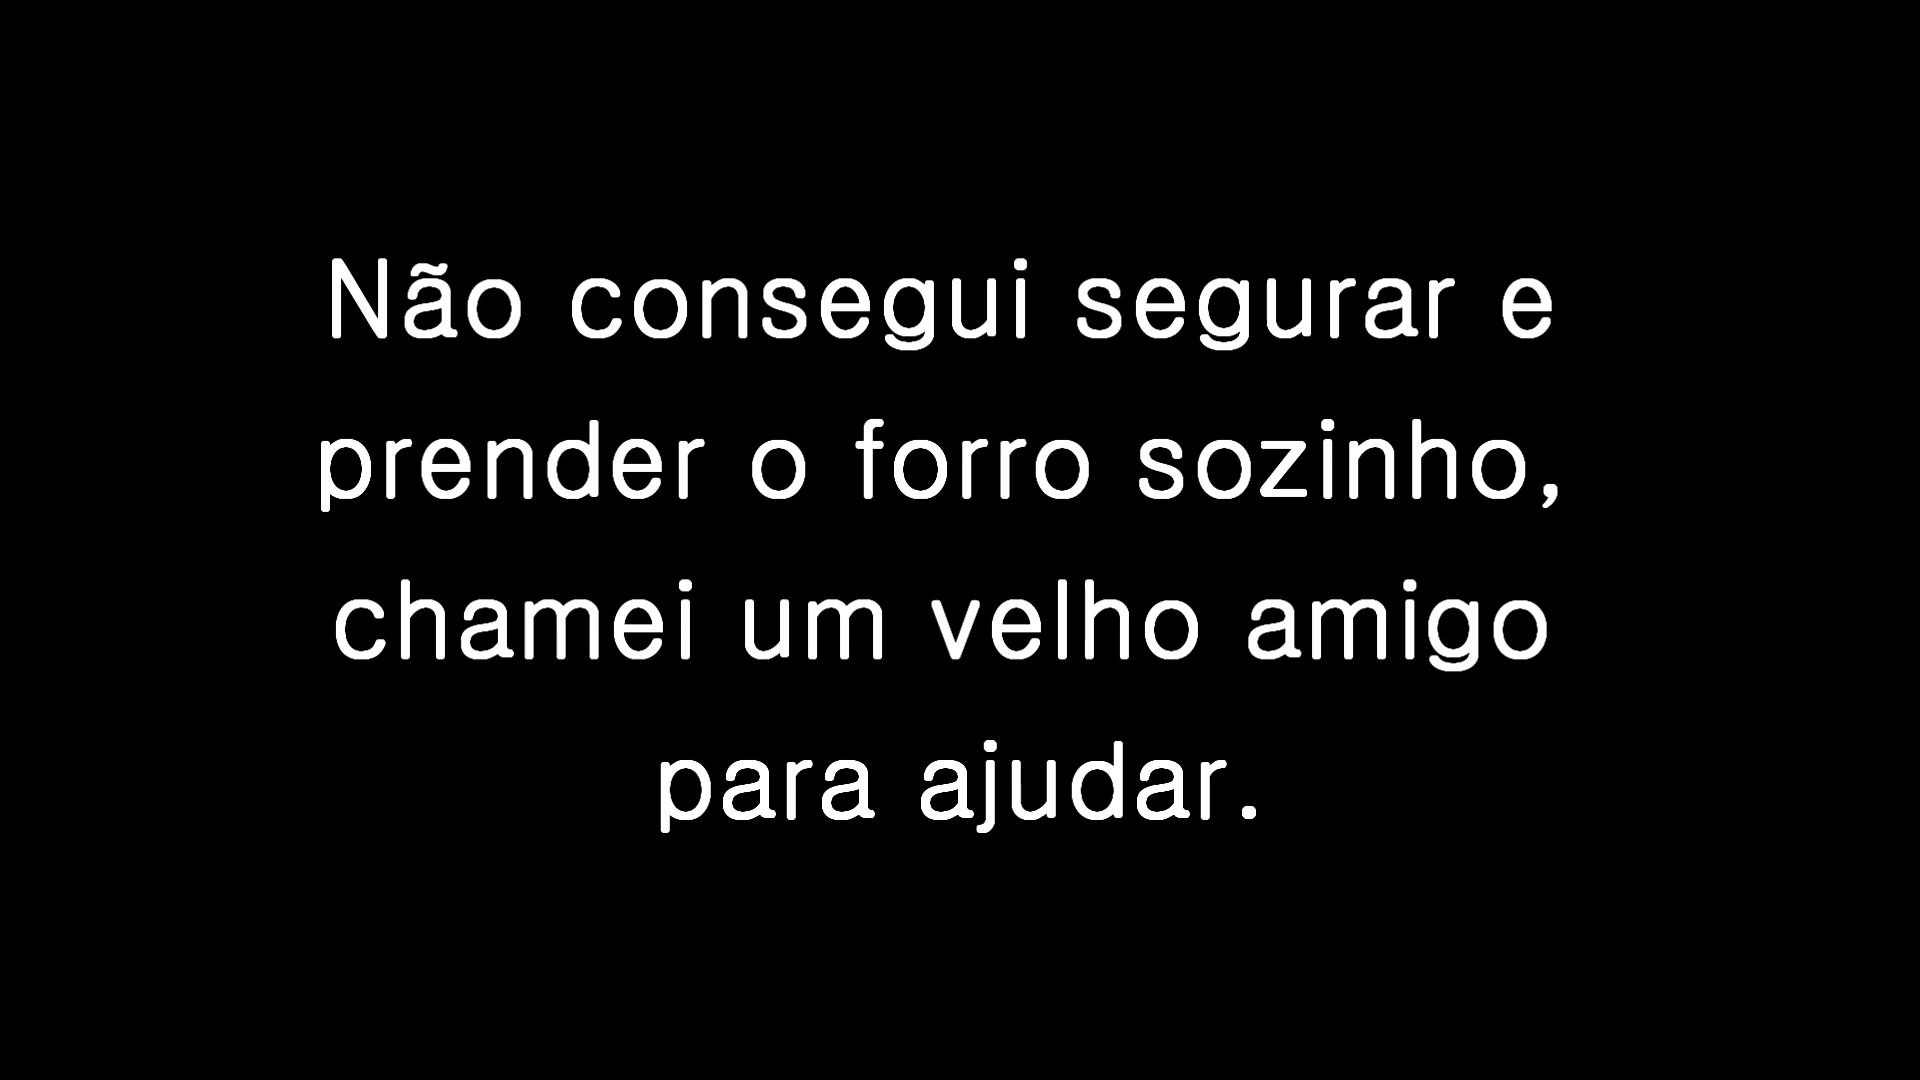 Não consegui segurar e
prender o forro sozinho,
chamei um velho amigo
para ajudar.